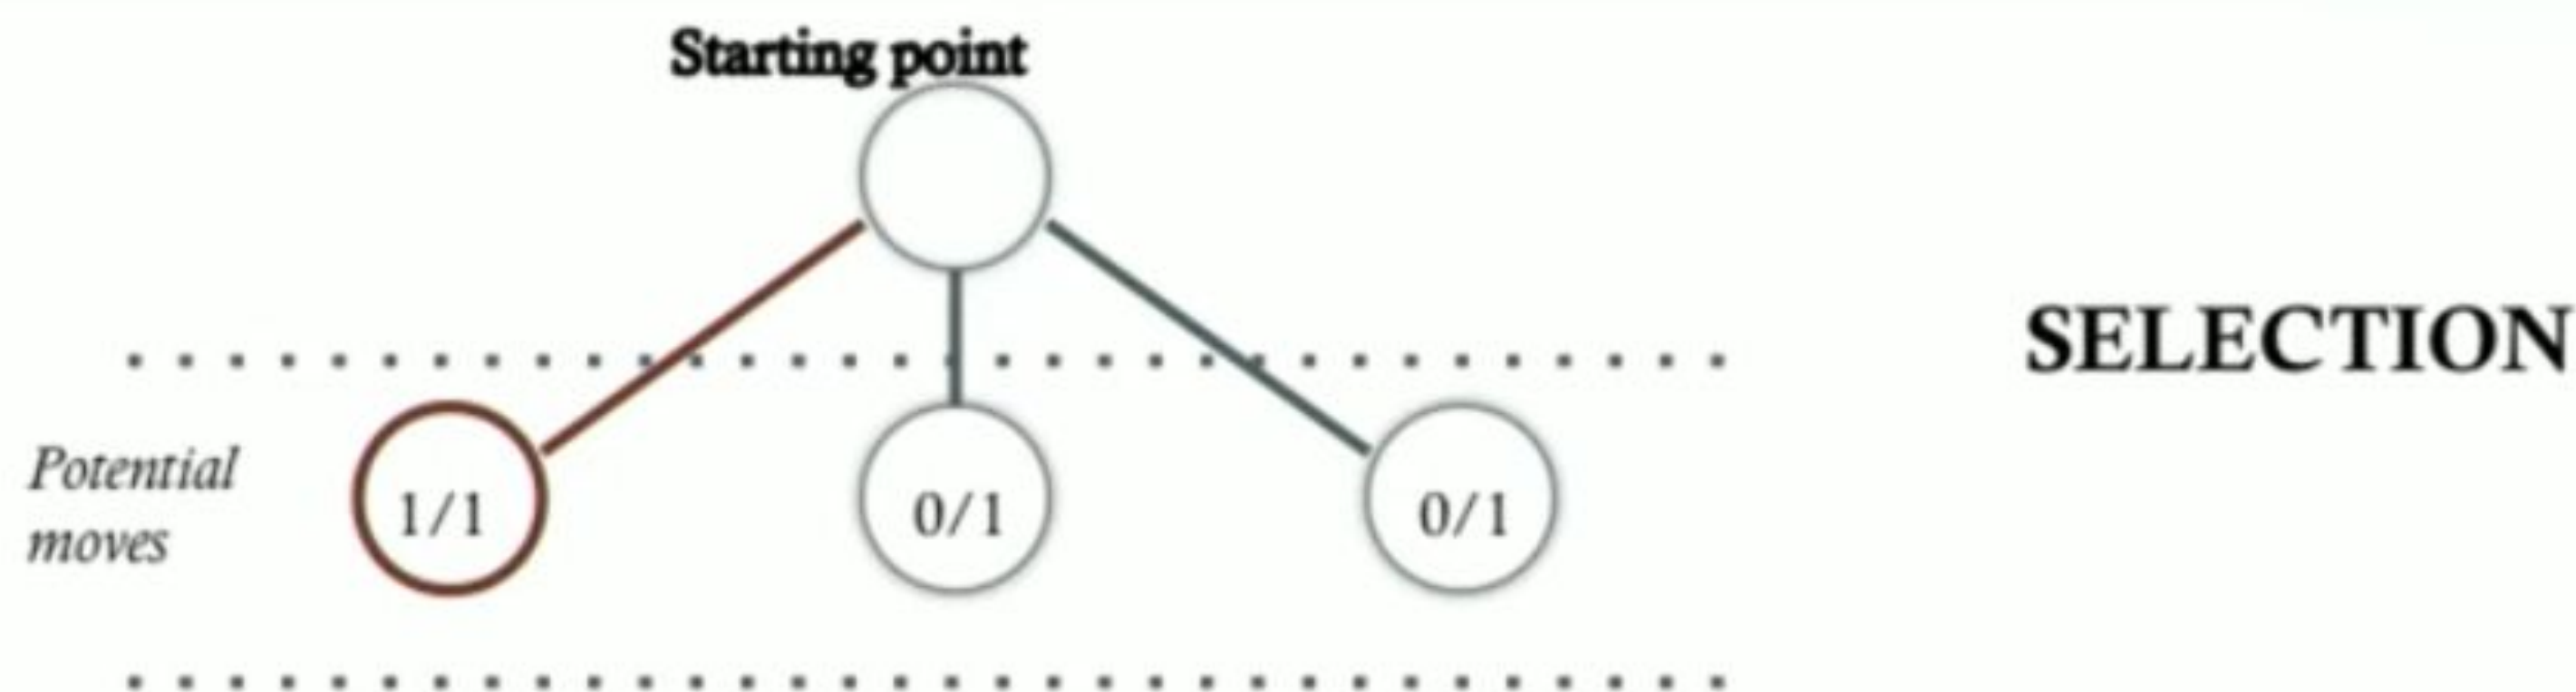 Starting point
SELECTION
Potential
moves
1/1
0/1
0/1